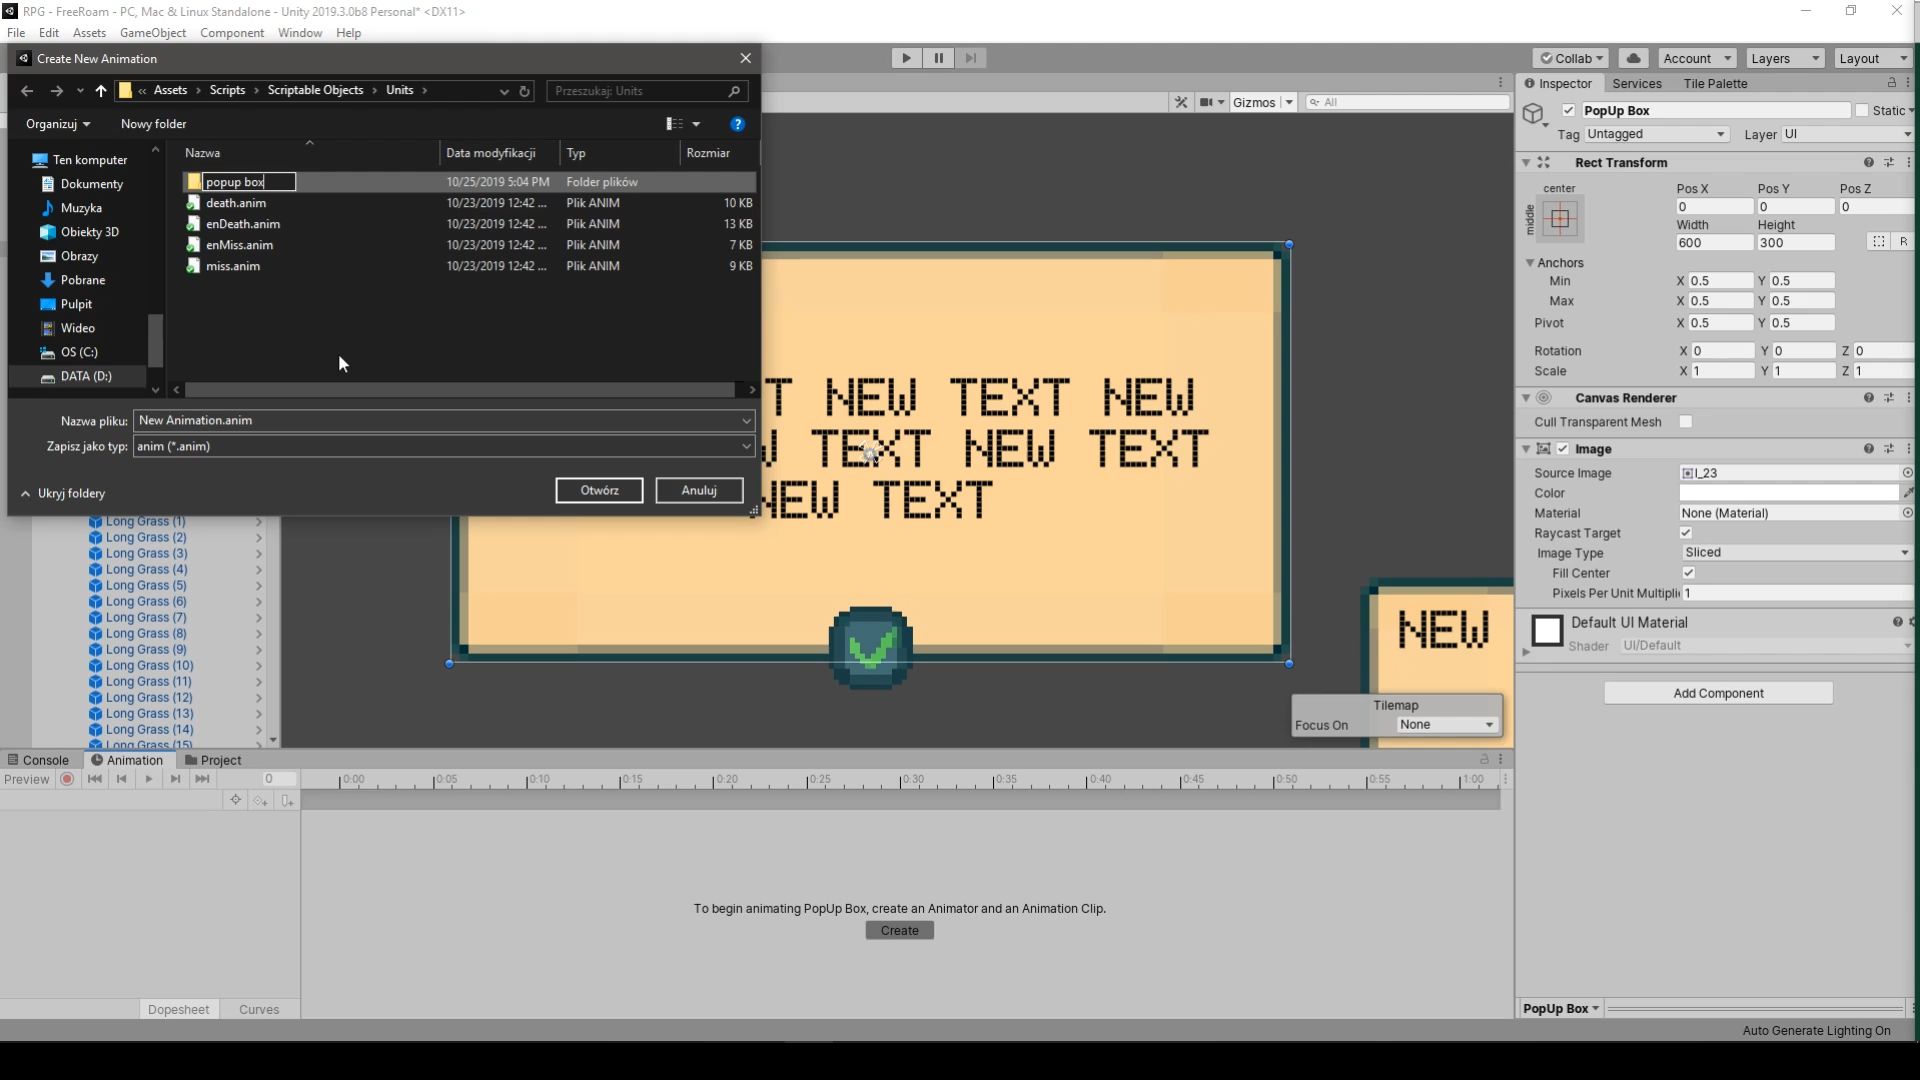 RPG - FreeRoam - PC, Mac & Linux Standalone - Unity 2019.3.0b8 Personal* <DX11>
File Edit Assets GameObject Component Window Help
Create New Animation
Collab Account Layers Layout
« Assets › Scripts › Scriptable Objects › Units ›
Przeszukaj: Units
Inspector Services Tile Palette
Gizmos All
PopUp Box Static
Organizuj Nowy folder
Tag Untagged Layer UI
Nazwa Data modyfikacji Typ Rozmiar
Ten komputer
Dokumenty
Muzyka
Obiekty 3D
Obrazy
Pobrane
Pulpit
Wideo
OS (C:)
DATA (D:)
popup box 10/25/2019 5:04 PM Folder plików
death.anim 10/23/2019 12:42 ... Plik ANIM 10 KB
enDeath.anim 10/23/2019 12:42 ... Plik ANIM 13 KB
enMiss.anim 10/23/2019 12:42 ... Plik ANIM 7 KB
miss.anim 10/23/2019 12:42 ... Plik ANIM 9 KB
Nazwa pliku: New Animation.anim
Zapisz jako typ: anim (*.anim)
Ukryj foldery
Otwórz Anuluj
T NEW TEXT NEW
TEXT NEW TEXT
NEW TEXT
NEW
Rect Transform
center
middle
Pos X Pos Y Pos Z
0 0 0
Width Height
600 300
R
Anchors
Min X 0.5 Y 0.5
Max X 0.5 Y 0.5
Pivot X 0.5 Y 0.5
Rotation X 0 Y 0 Z 0
Scale X 1 Y 1 Z 1
Canvas Renderer
Cull Transparent Mesh
Image
Source Image I_23
Color
Material None (Material)
Raycast Target
Image Type Sliced
Fill Center
Pixels Per Unit Multipli 1
Default UI Material
Shader UI/Default
Add Component
Long Grass (1)
Long Grass (2)
Long Grass (3)
Long Grass (4)
Long Grass (5)
Long Grass (6)
Long Grass (7)
Long Grass (8)
Long Grass (9)
Long Grass (10)
Long Grass (11)
Long Grass (12)
Long Grass (13)
Long Grass (14)
Long Grass (15)
Tilemap
Focus On None
Console Animation Project
Preview 0 0:00 0:05 0:10 0:15 0:20 0:25 0:30 0:35 0:40 0:45 0:50 0:55 1:00
To begin animating PopUp Box, create an Animator and an Animation Clip.
Create
Dopesheet Curves
PopUp Box
Auto Generate Lighting On